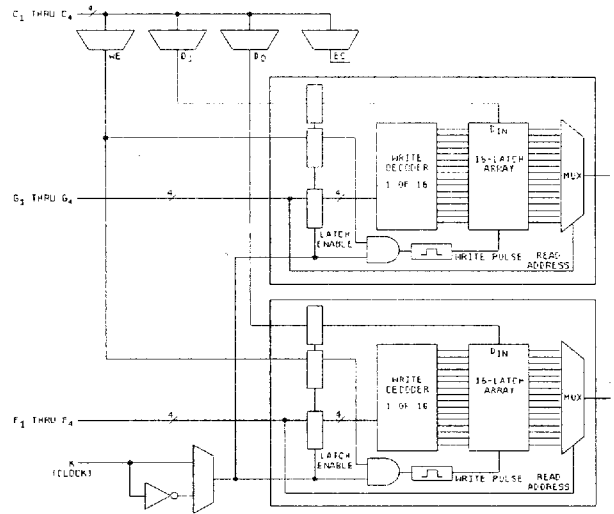 C1 THRU C4
4
WE
D1
D0
EC
DIN
WRITE
DECODER
1 OF 16
16-LATCH
ARRAY
MUX
G1 THRU G4
4
4
LATCH
ENABLE
WRITE PULSE
READ
ADDRESS
DIN
WRITE
DECODER
1 OF 16
16-LATCH
ARRAY
MUX
F1 THRU F4
4
4
K
(CLOCK)
LATCH
ENABLE
WRITE PULSE
READ
ADDRESS